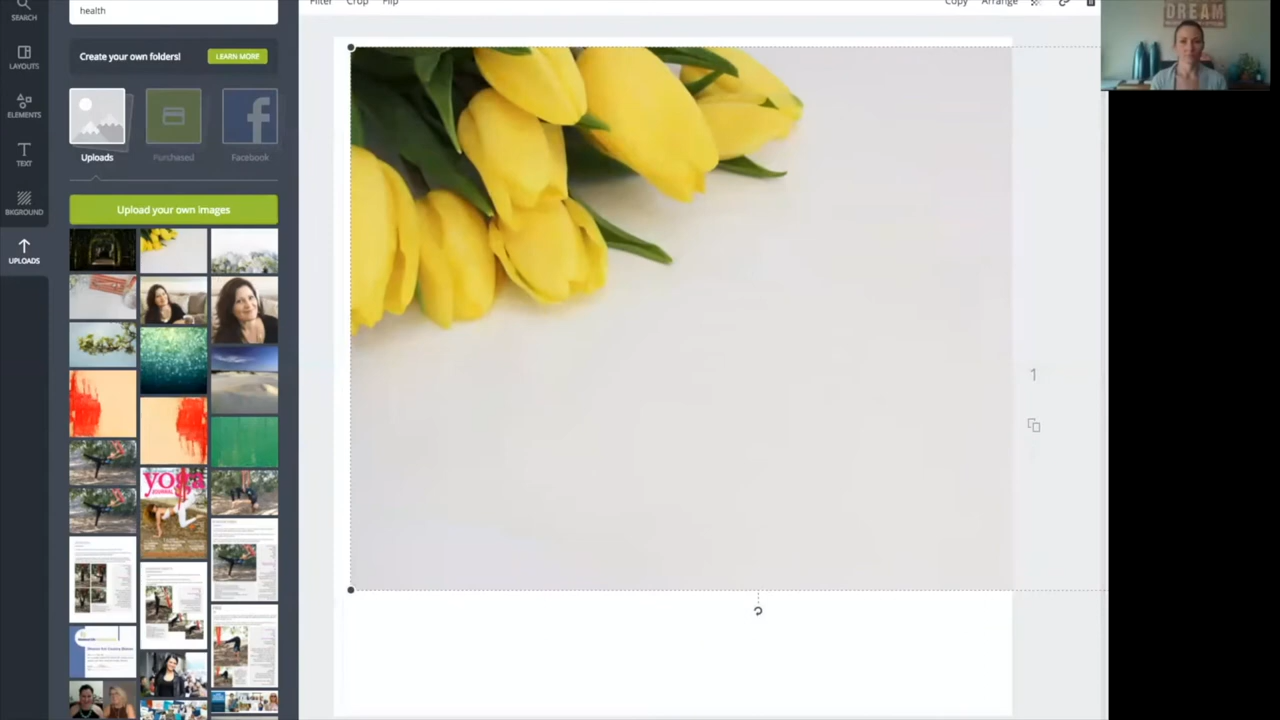 SEARCH
health
Filter
Crop
Flip
Copy
Arrange
DREAM
LAYOUTS
Create your own folders!
LEARN MORE
ELEMENTS
TEXT
Uploads
Purchased
Facebook
BKGROUND
Upload your own images
UPLOADS
yoga
1